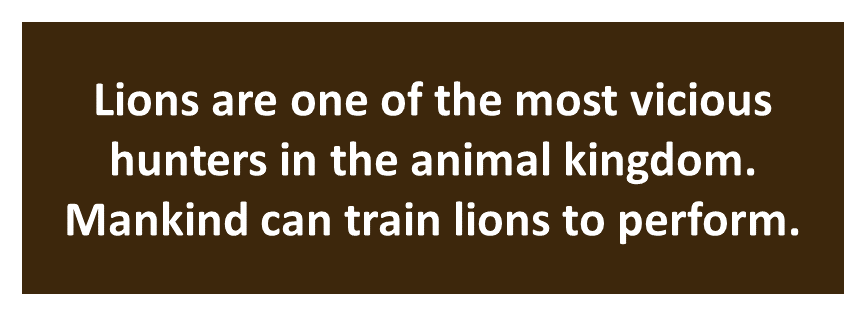 Lions are one of the most vicious
hunters in the animal kingdom.
Mankind can train lions to perform.